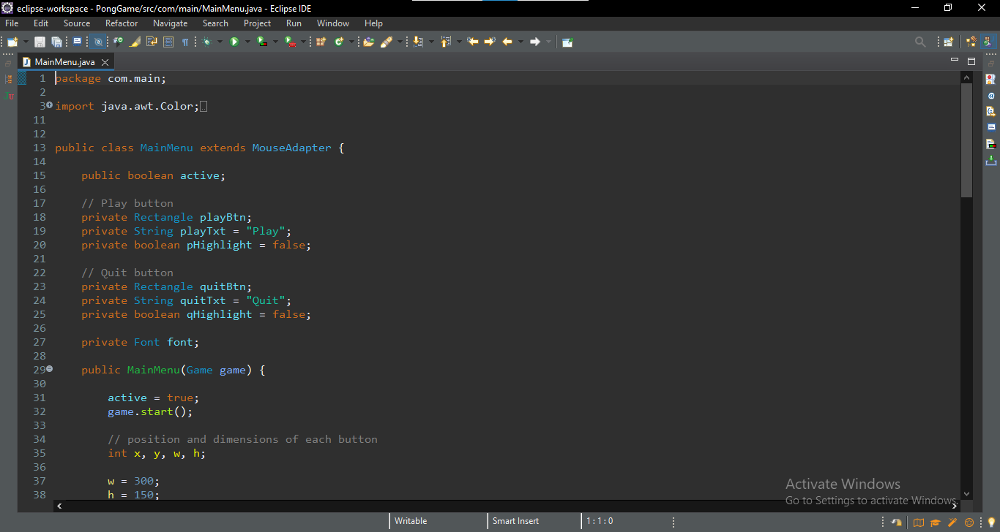 eclipse-workspace - PongGame/src/com/main/MainMenu.java - Eclipse IDE
File Edit Source Refactor Navigate Search Project Run Window Help
MainMenu.java
1 package com.main;
2
3 import java.awt.Color;
11
12
13 public class MainMenu extends MouseAdapter {
14
15 public boolean active;
16
17 // Play button
18 private Rectangle playBtn;
19 private String playTxt = "Play";
20 private boolean pHighlight = false;
21
22 // Quit button
23 private Rectangle quitBtn;
24 private String quitTxt = "Quit";
25 private boolean qHighlight = false;
26
27 private Font font;
28
29 public MainMenu(Game game) {
30
31 active = true;
32 game.start();
33
34 // position and dimensions of each button
35 int x, y, w, h;
36
37 w = 300;
38 h = 150;
Activate Windows
Go to Settings to activate Windows.
Writable Smart Insert 1 : 1 : 0